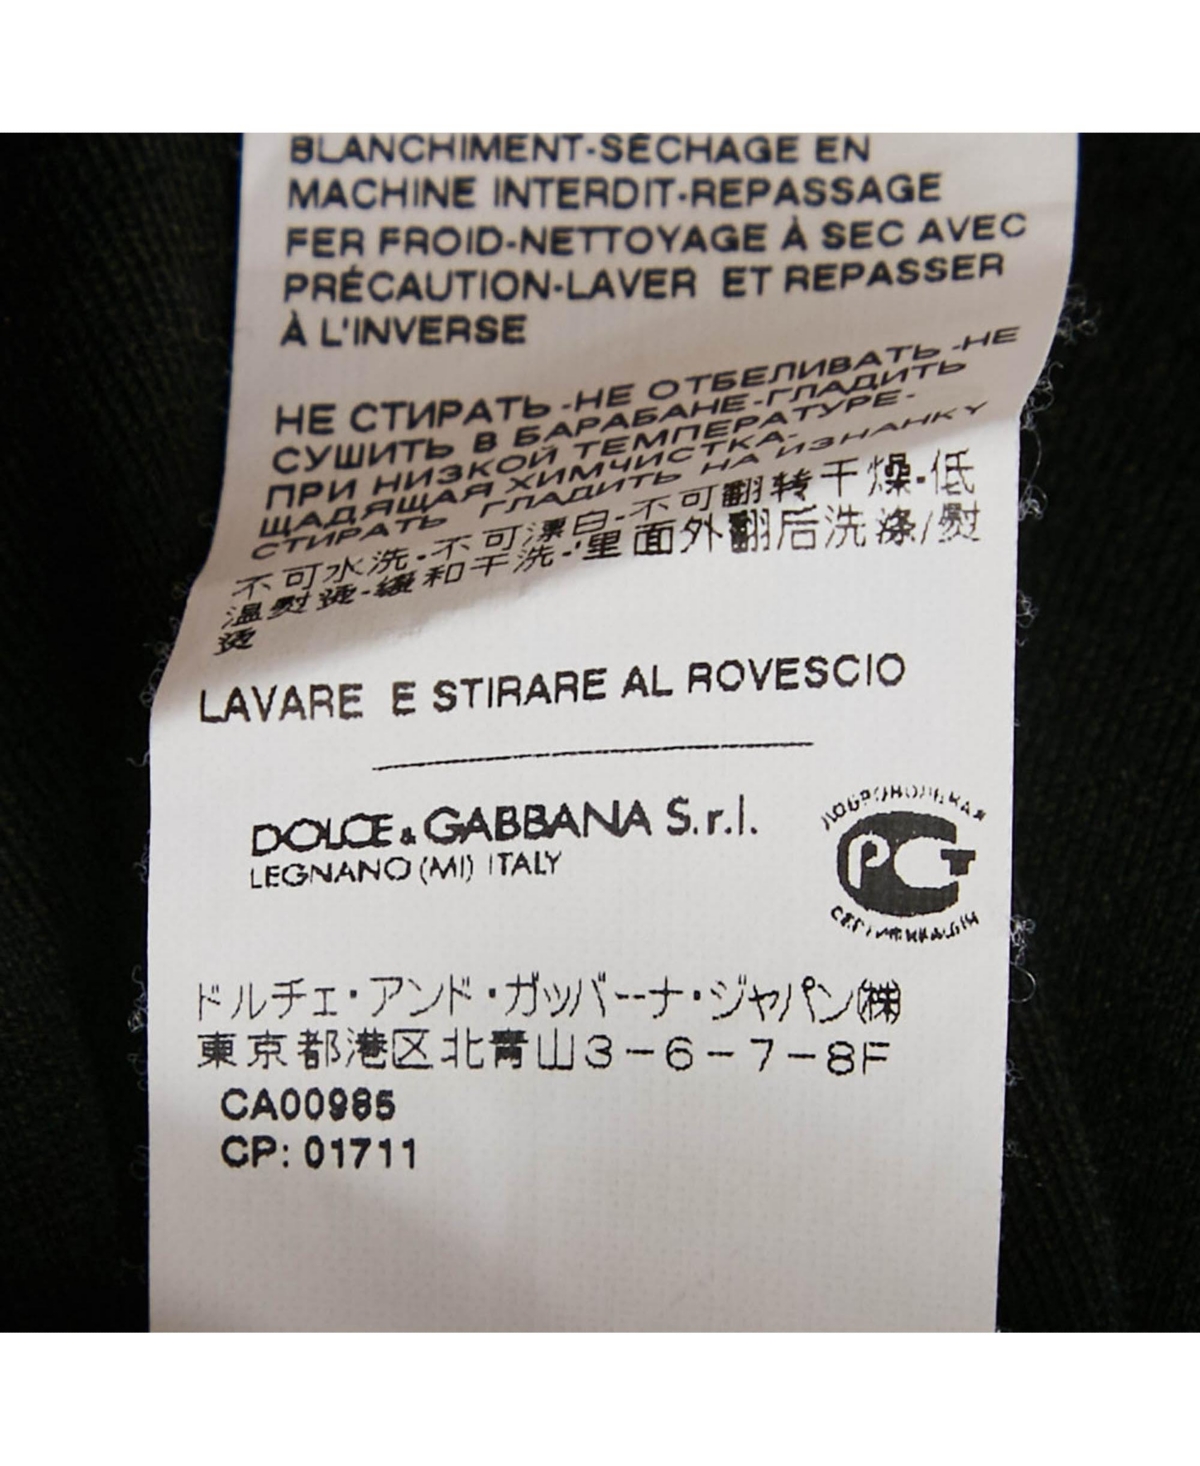 BLANCHIMENT-SÉCHAGE EN
MACHINE INTERDIT-REPASSAGE
FER FROID-NETTOYAGE À SEC AVEC
PRÉCAUTION-LAVER ET REPASSER
À L'INVERSE
НЕ СТИРАТЬ-НЕ ОТБЕЛИВАТЬ-НЕ
СУШИТЬ В БАРАБАНЕ-ГЛАДИТЬ
ПРИ НИЗКОЙ ТЕМПЕРАТУРЕ-
ЩАДЯЩАЯ ХИМЧИСТКА-
СТИРАТЬ ГЛАДИТЬ НА ИЗНАНКУ
不可水洗-不可漂白-不可翻转干燥-低
温熨烫-缓和干洗-里面外翻后洗涤/熨
烫
LAVARE E STIRARE AL ROVESCIO
DOLCE & GABBANA S.r.l.
LEGNANO (MI) ITALY
ДОБРОВОЛЬНАЯ
РСТ
СЕРТИФИКАЦИЯ
ドルチェ・アンド・ガッバーナ・ジャパン㈱
東京都港区北青山3-6-7-8F
CA00985
CP: 01711